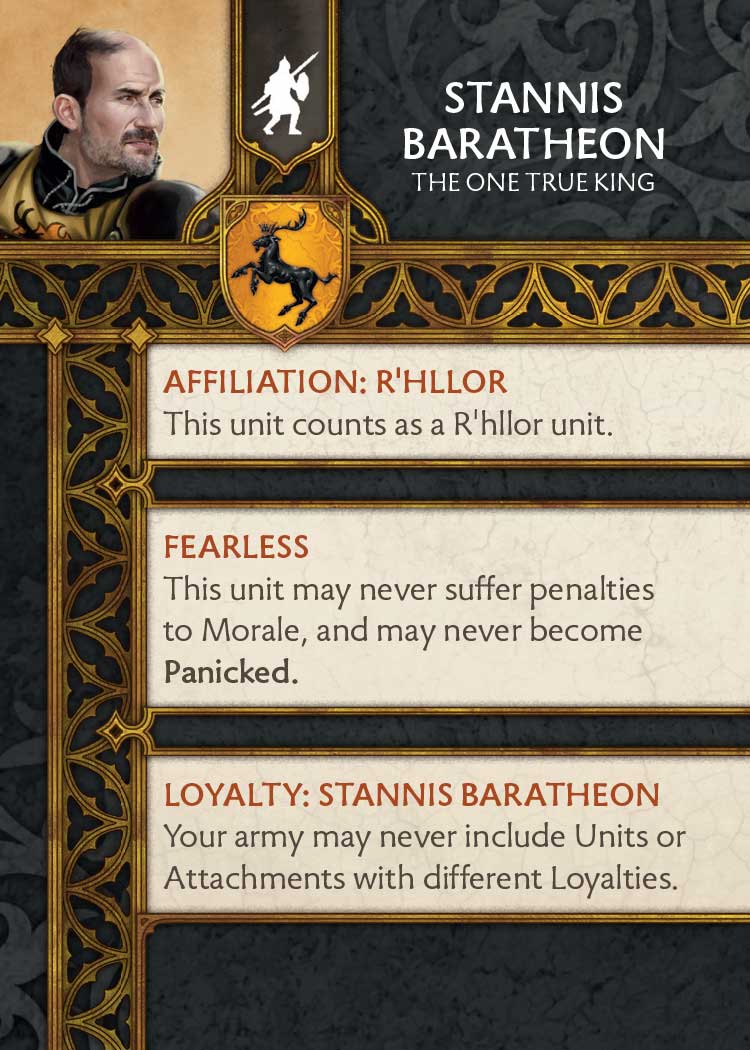 STANNIS
BARATHEON
THE ONE TRUE KING
AFFILIATION: R'HLLOR
This unit counts as a R'hllor unit.
FEARLESS
This unit may never suffer penalties
to Morale, and may never become
Panicked.
LOYALTY: STANNIS BARATHEON
Your army may never include Units or
Attachments with different Loyalties.